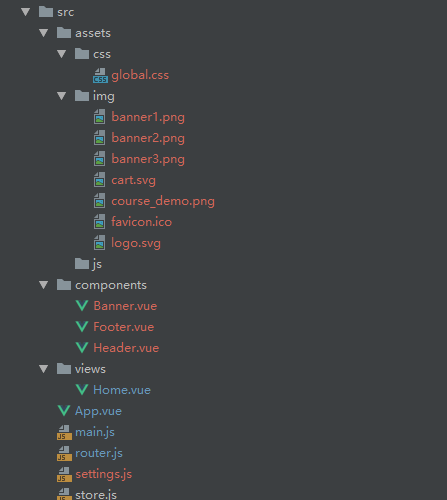 src
assets
css
global.css
img
banner1.png
banner2.png
banner3.png
cart.svg
course_demo.png
favicon.ico
logo.svg
js
components
Banner.vue
Footer.vue
Header.vue
views
Home.vue
App.vue
main.js
router.js
settings.js
store.js